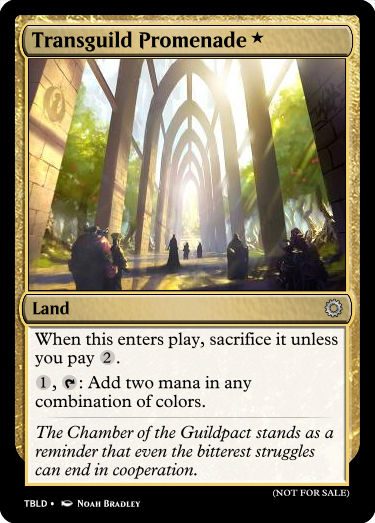 Transguild Promenade ★
Land
When this enters play, sacrifice it unless
you pay 2.
1, T: Add two mana in any
combination of colors.
The Chamber of the Guildpact stands as a
reminder that even the bitterest struggles
can end in cooperation.
(NOT FOR SALE)
TBLD • Noah Bradley